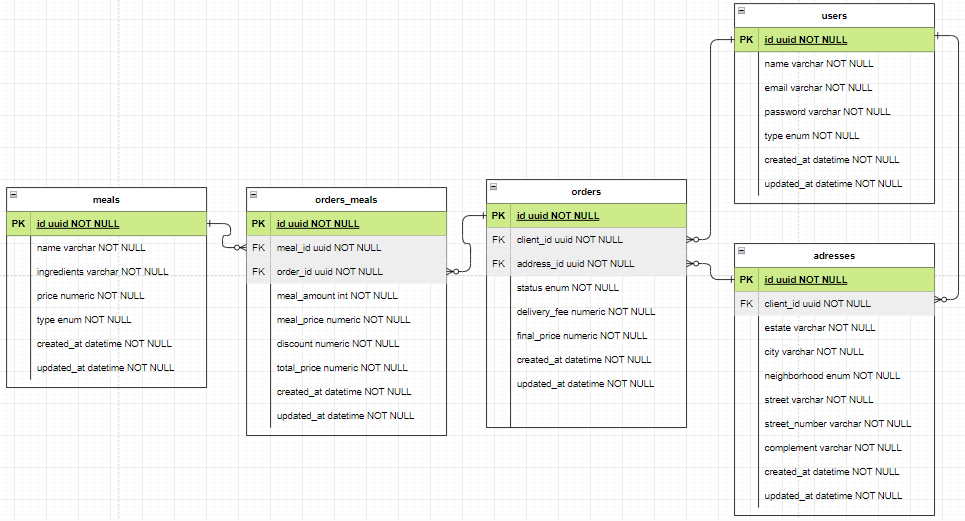 users
PK id uuid NOT NULL
name varchar NOT NULL
email varchar NOT NULL
password varchar NOT NULL
type enum NOT NULL
created_at datetime NOT NULL
updated_at datetime NOT NULL
meals
PK id uuid NOT NULL
name varchar NOT NULL
ingredients varchar NOT NULL
price numeric NOT NULL
type enum NOT NULL
created_at datetime NOT NULL
updated_at datetime NOT NULL
orders_meals
PK id uuid NOT NULL
FK meal_id uuid NOT NULL
FK order_id uuid NOT NULL
meal_amount int NOT NULL
meal_price numeric NOT NULL
discount numeric NOT NULL
total_price numeric NOT NULL
created_at datetime NOT NULL
updated_at datetime NOT NULL
orders
PK id uuid NOT NULL
FK client_id uuid NOT NULL
FK address_id uuid NOT NULL
status enum NOT NULL
delivery_fee numeric NOT NULL
final_price numeric NOT NULL
created_at datetime NOT NULL
updated_at datetime NOT NULL
adresses
PK id uuid NOT NULL
FK client_id uuid NOT NULL
estate varchar NOT NULL
city varchar NOT NULL
neighborhood enum NOT NULL
street varchar NOT NULL
street_number varchar NOT NULL
complement varchar NOT NULL
created_at datetime NOT NULL
updated_at datetime NOT NULL